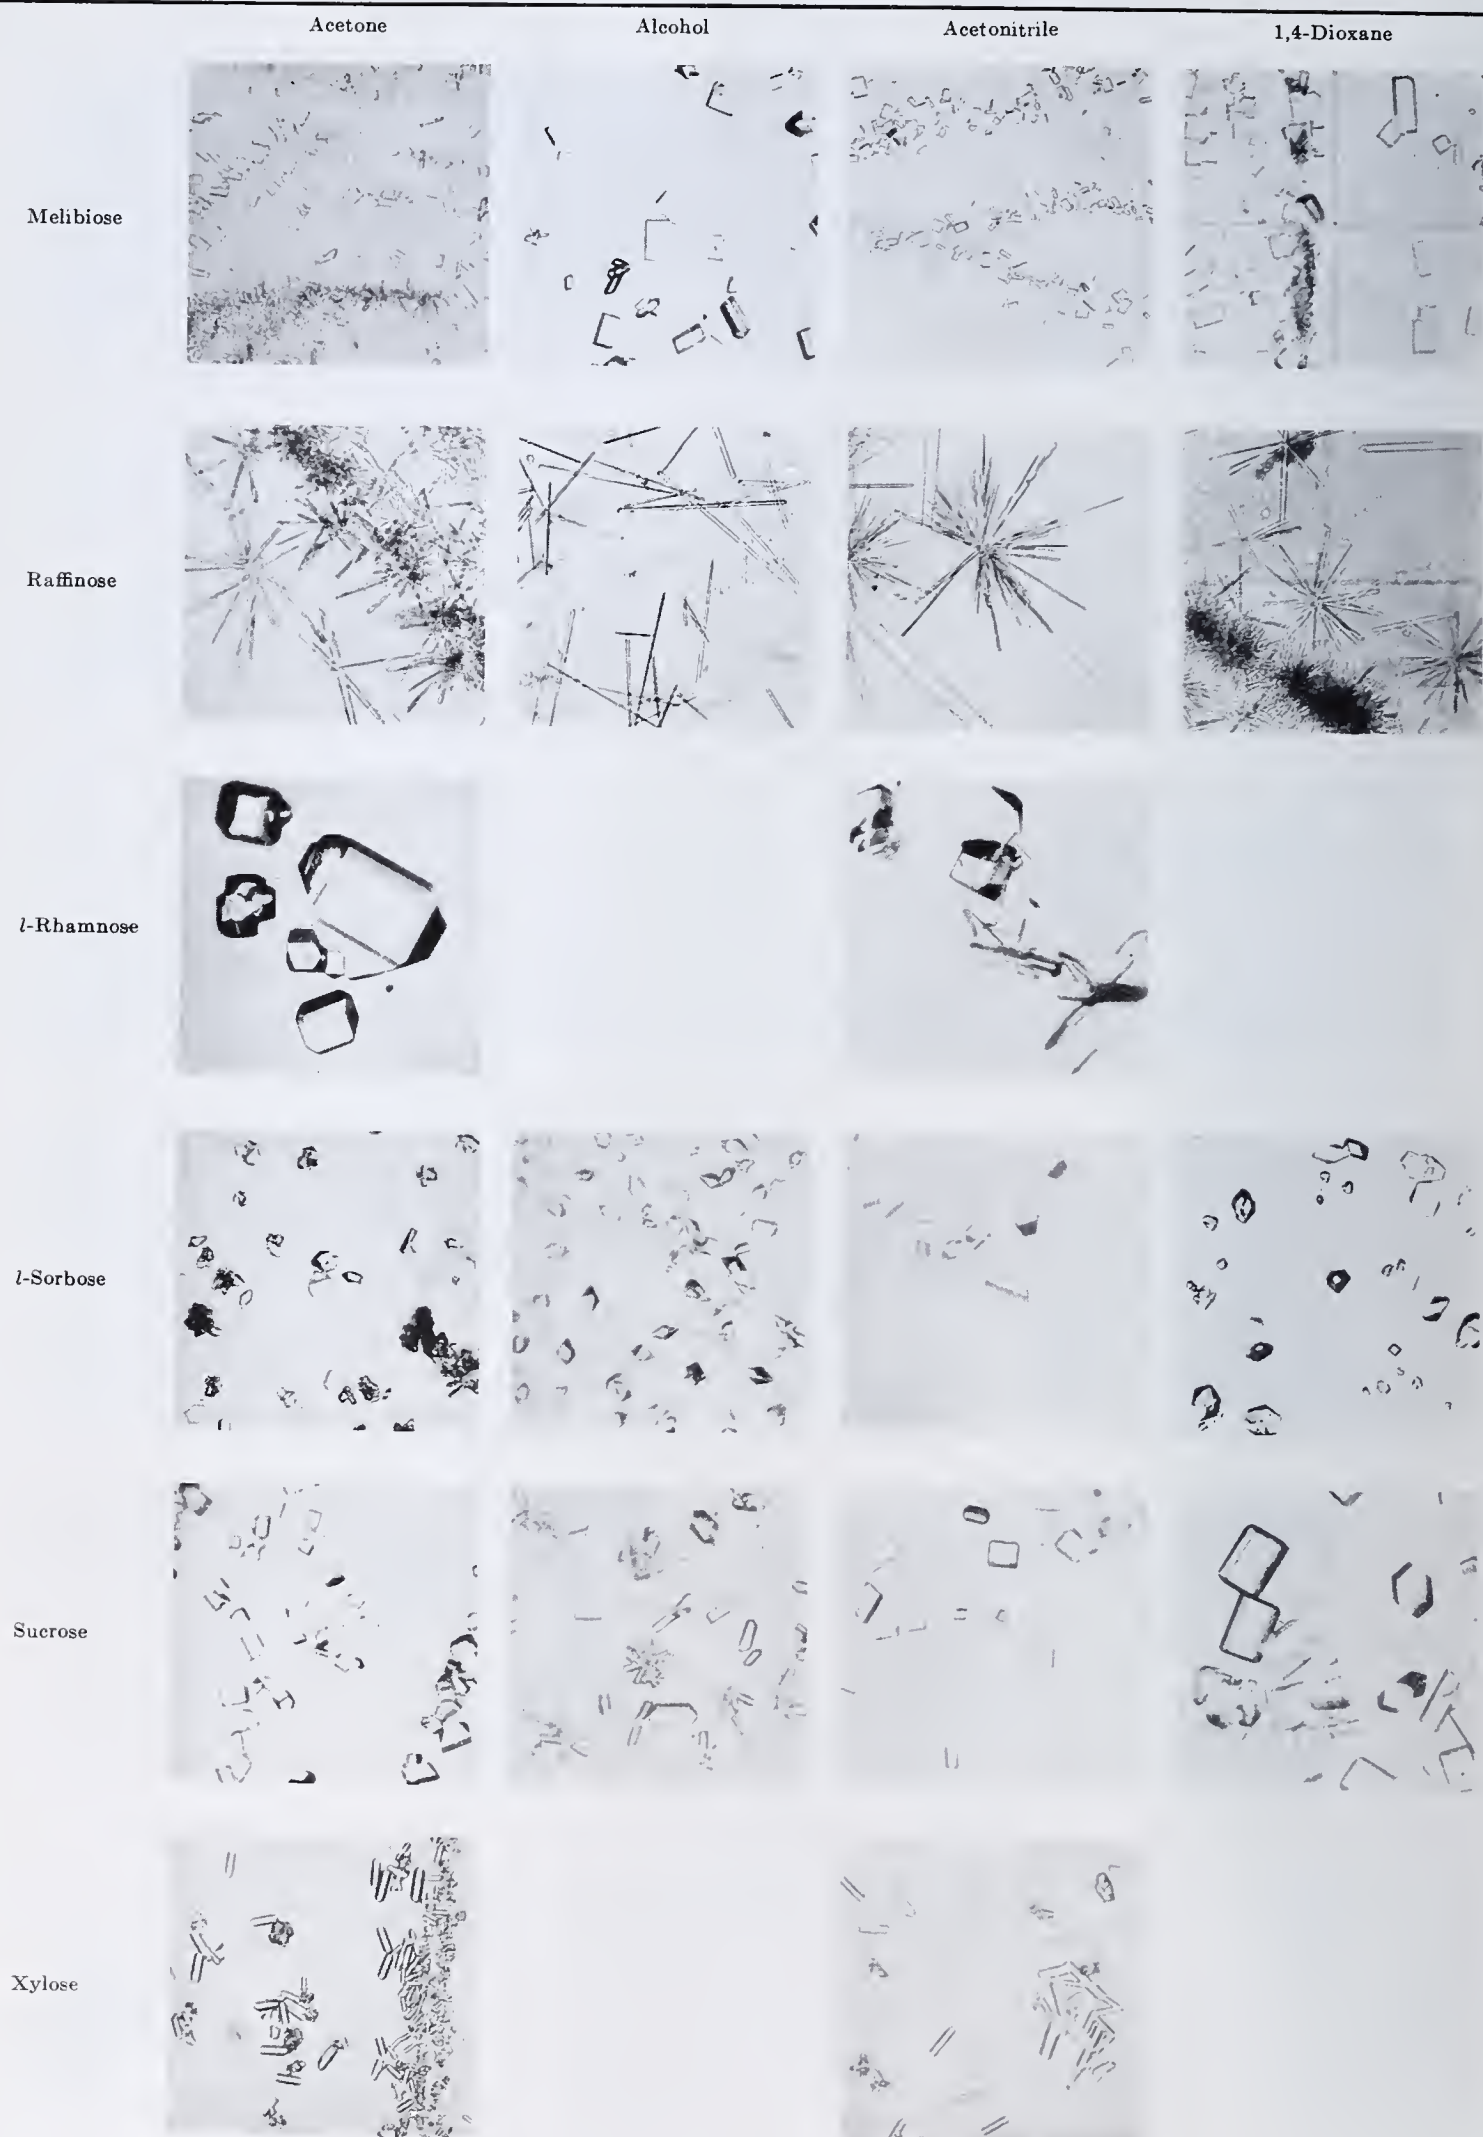 Acetone Alcohol Acetonitrile 1,4-Dioxane
Melibiose
Raffinose
l-Rhamnose
l-Sorbose
Sucrose
Xylose